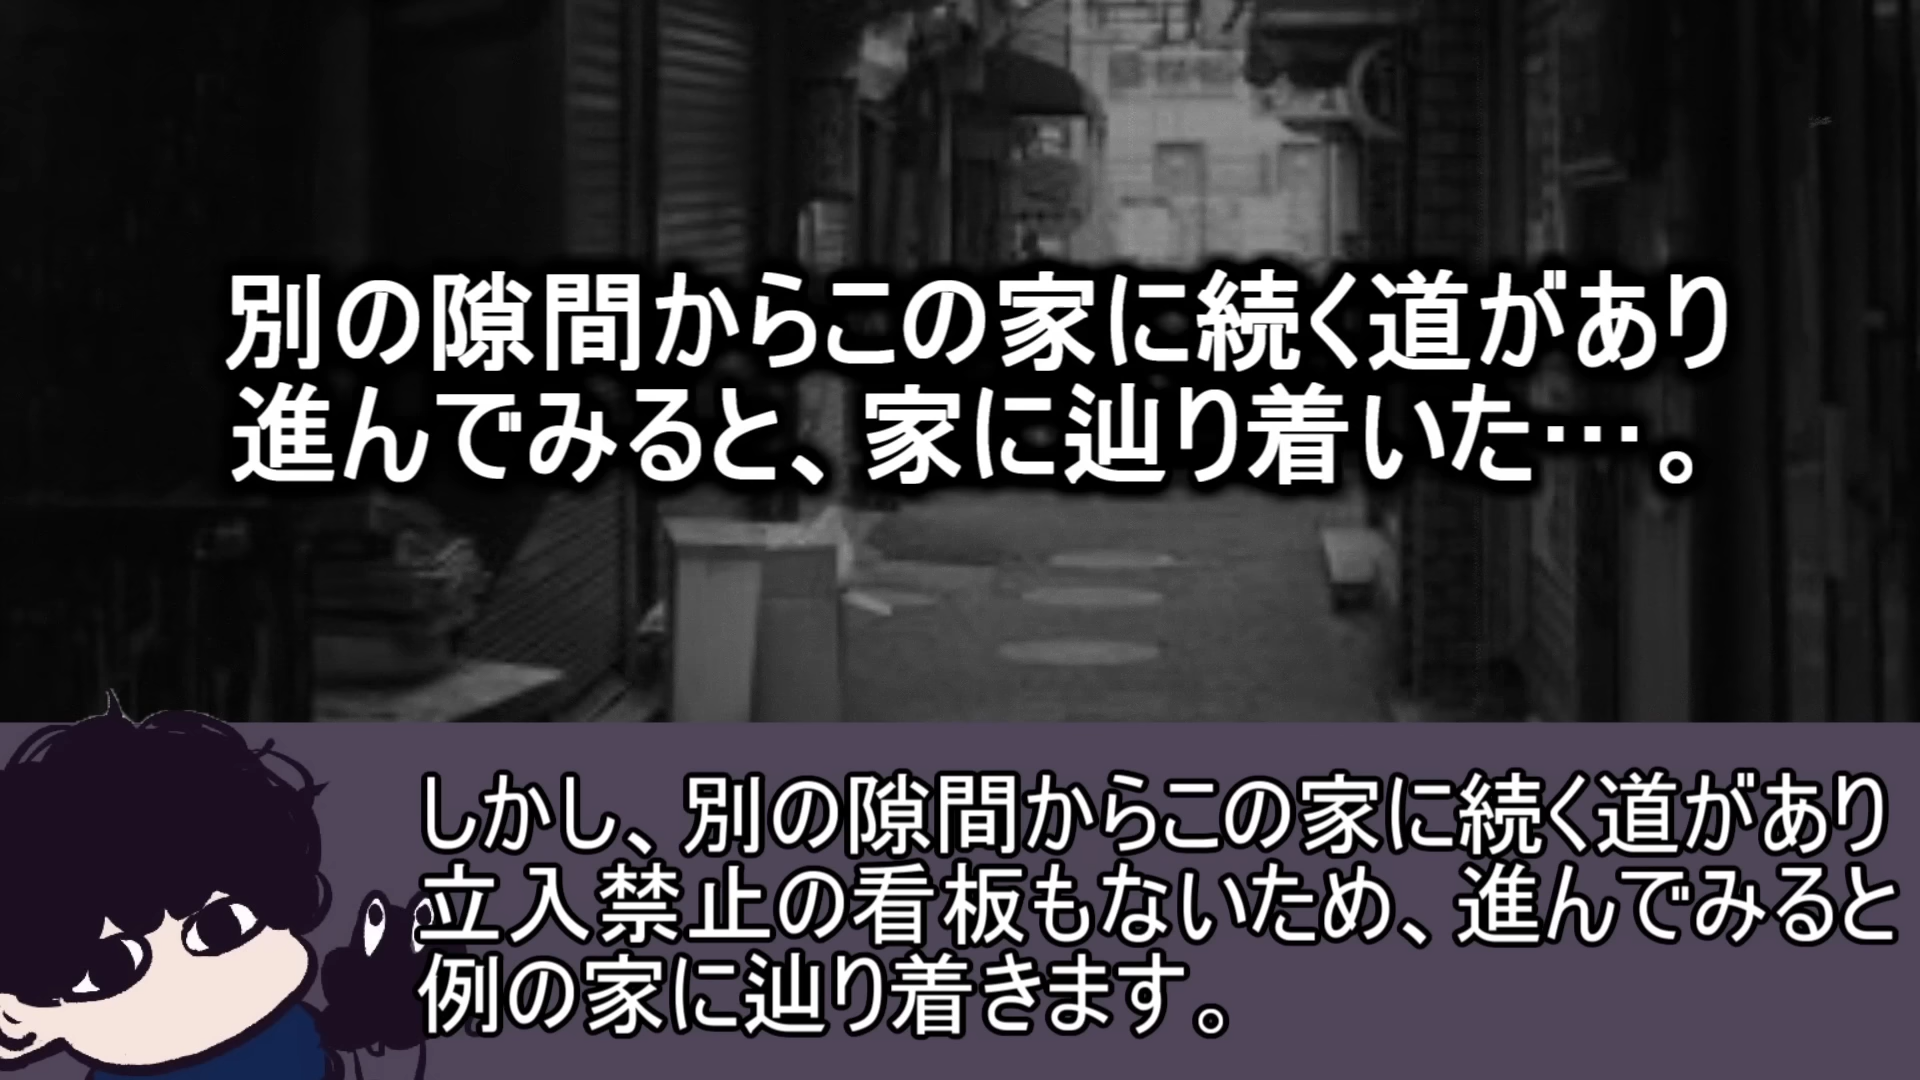 別の隙間からこの家に続く道があり
進んでみると、家に辿り着いた…。
しかし、別の隙間からこの家に続く道があり
立入禁止の看板もないため、進んでみると
例の家に辿り着きます。